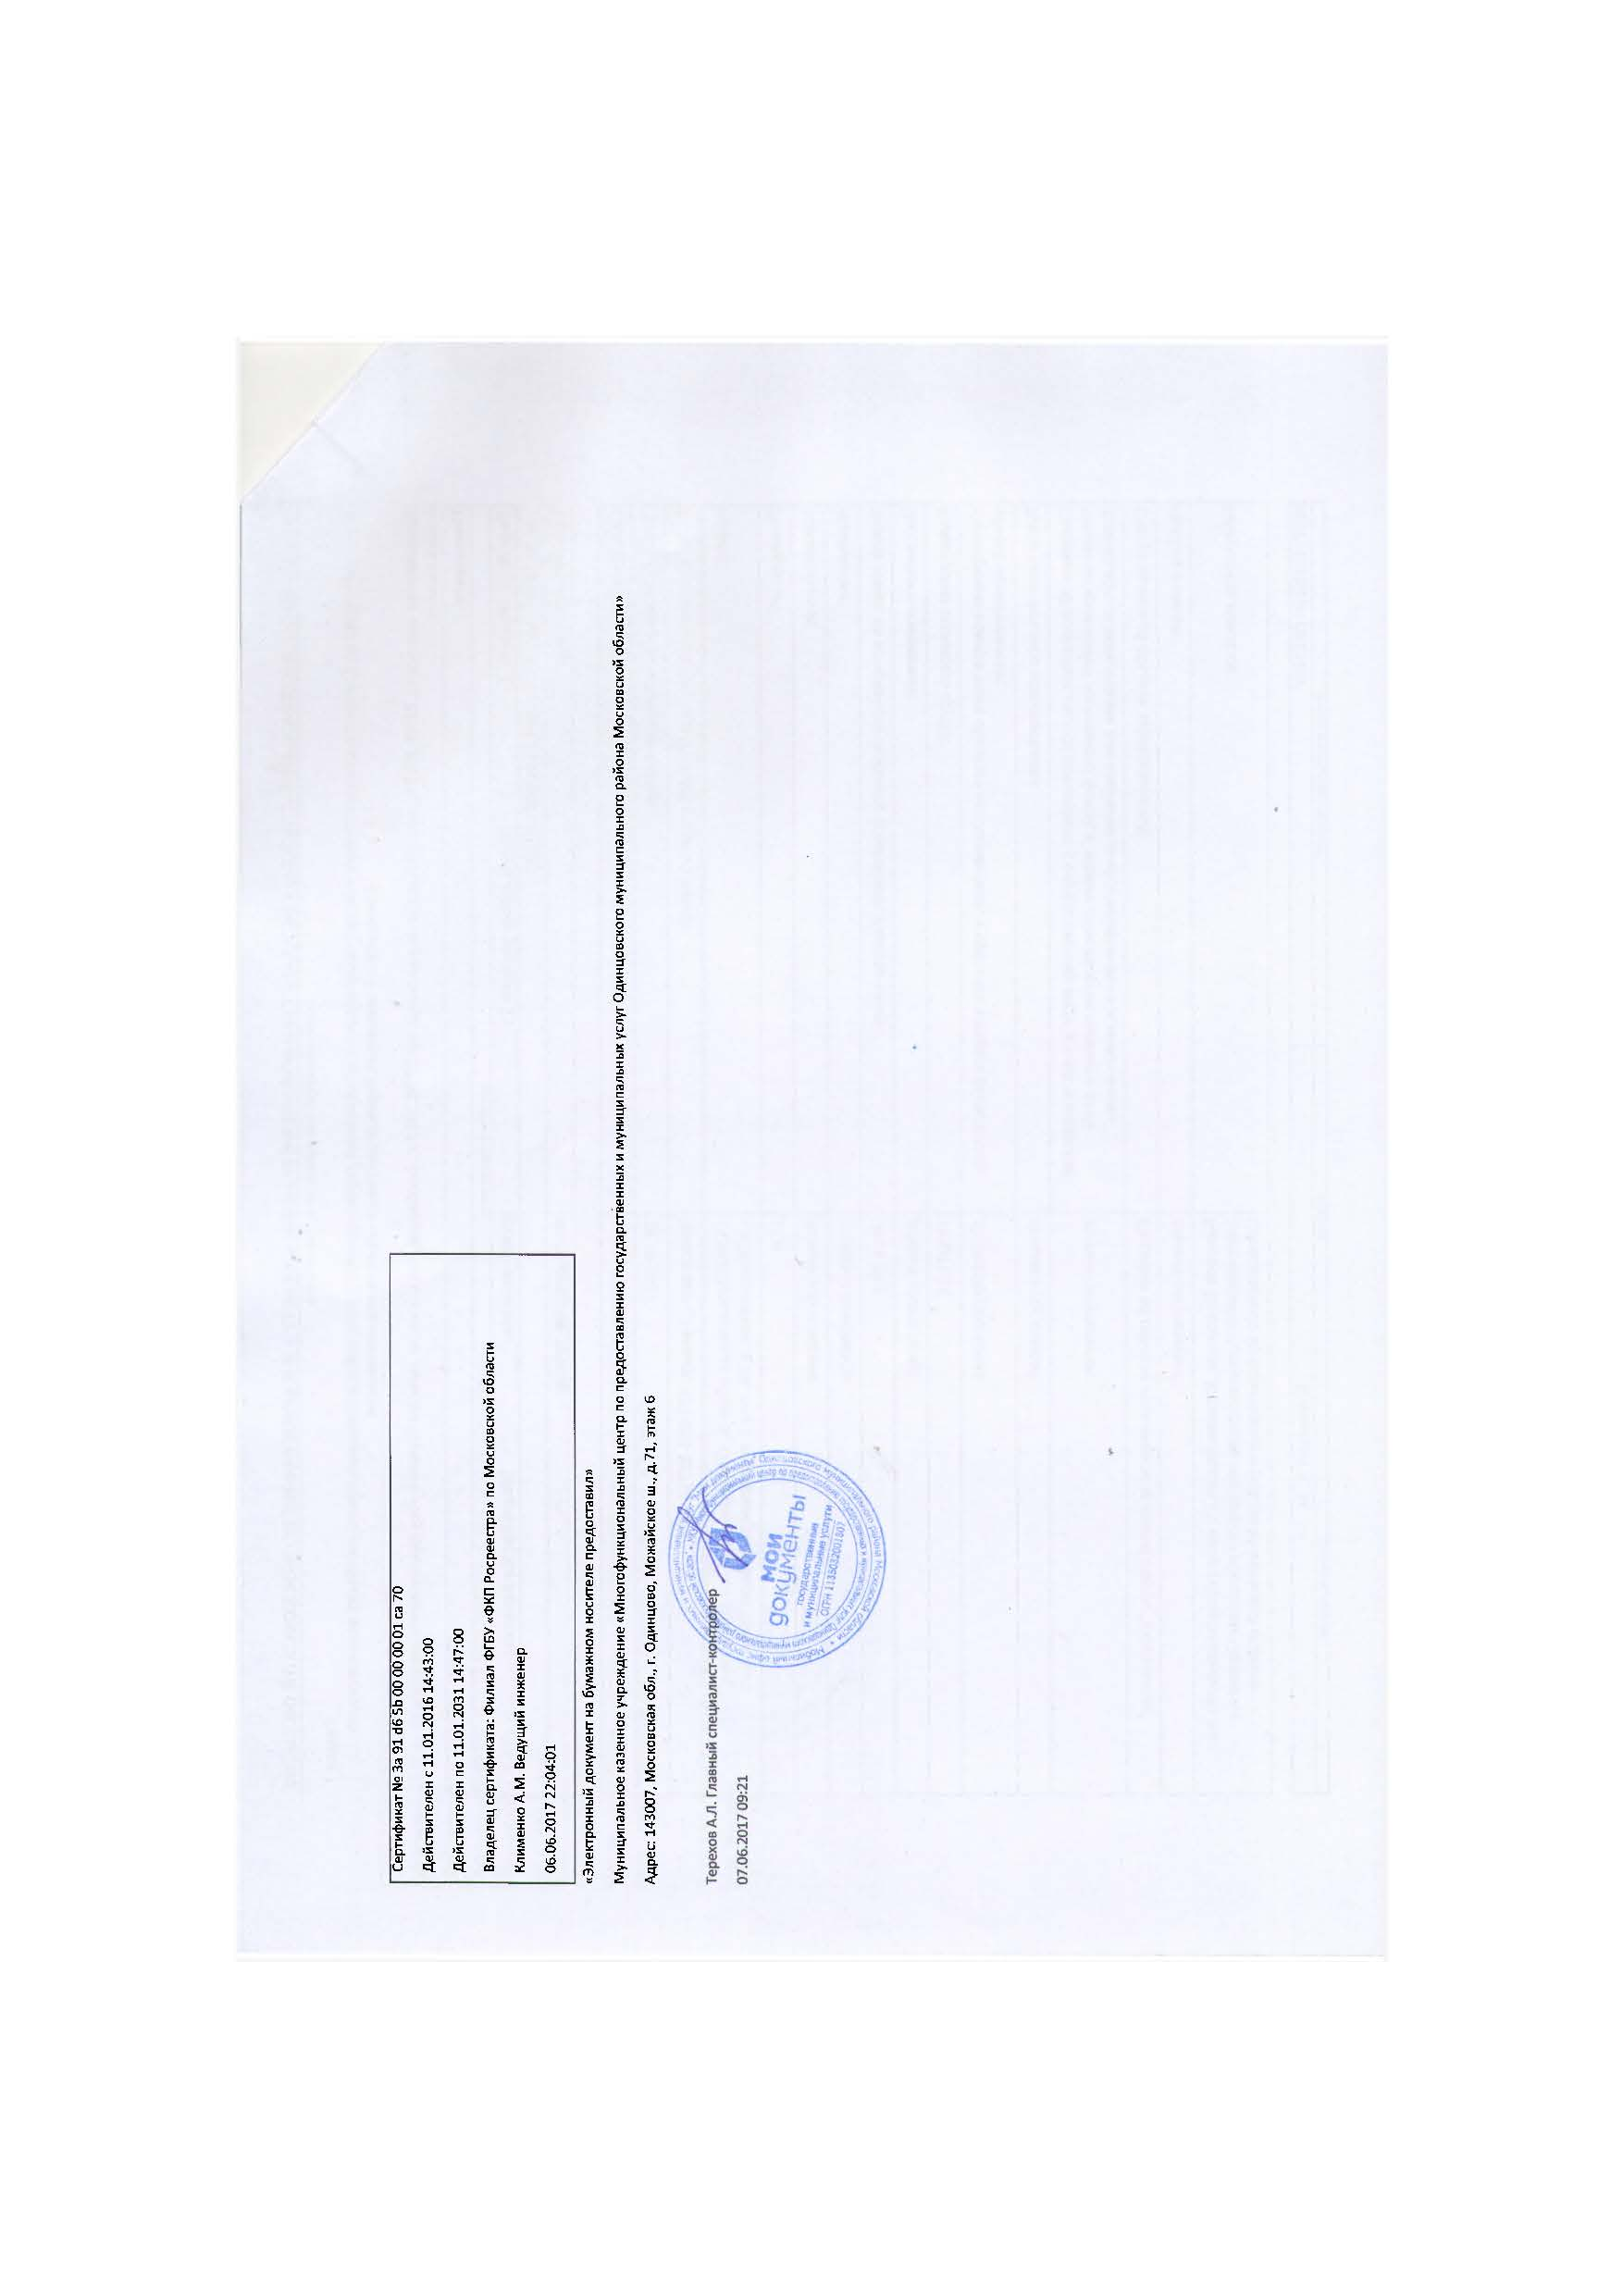 Сертификат № 3a 91 d6 5b 00 00 00 01 ca 70
Действителен с 11.01.2016 14:43:00
Действителен по 11.01.2031 14:47:00
Владелец сертификата: Филиал ФГБУ «ФКП Росреестра» по Московской области
Клименко А.М. Ведущий инженер
06.06.2017 22:04:01
«Электронный документ на бумажном носителе предоставил»
Муниципальное казенное учреждение «Многофункциональный центр по предоставлению государственных и муниципальных услуг Одинцовского муниципального района Московской области»
Адрес: 143007, Московская обл., г. Одинцово, Можайское ш., д.71, этаж 6
Терехов А.Л. Главный специалист-контролер
07.06.2017 09:21
мои
документы
государственные
и муниципальные услуги
ОГРН 1135032001807